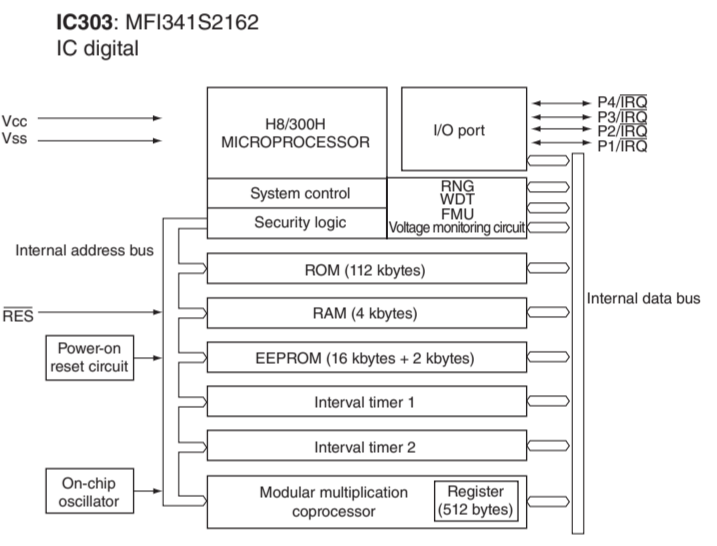 IC303: MFI341S2162
IC digital
Vcc
Vss
H8/300H
MICROPROCESSOR
I/O port
P4/IRQ
P3/IRQ
P2/IRQ
P1/IRQ
System control
Security logic
RNG
WDT
FMU
Voltage monitoring circuit
Internal address bus
ROM (112 kbytes)
Internal data bus
RES
RAM (4 kbytes)
Power-on
reset circuit
EEPROM (16 kbytes + 2 kbytes)
Interval timer 1
Interval timer 2
On-chip
oscillator
Modular multiplication
coprocessor
Register
(512 bytes)